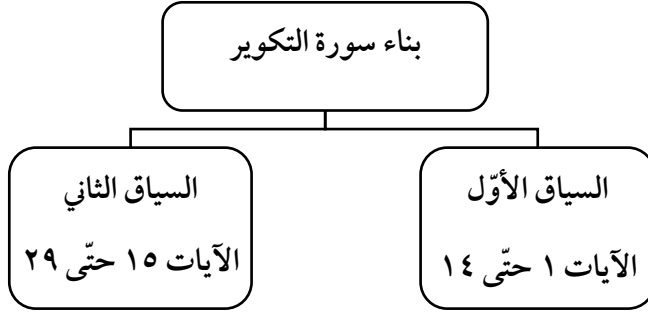 بناء سورة التكوير
السياق الأوّل
الآيات ١ حتّى ١٤
السياق الثاني
الآيات ١٥ حتّى ٢٩